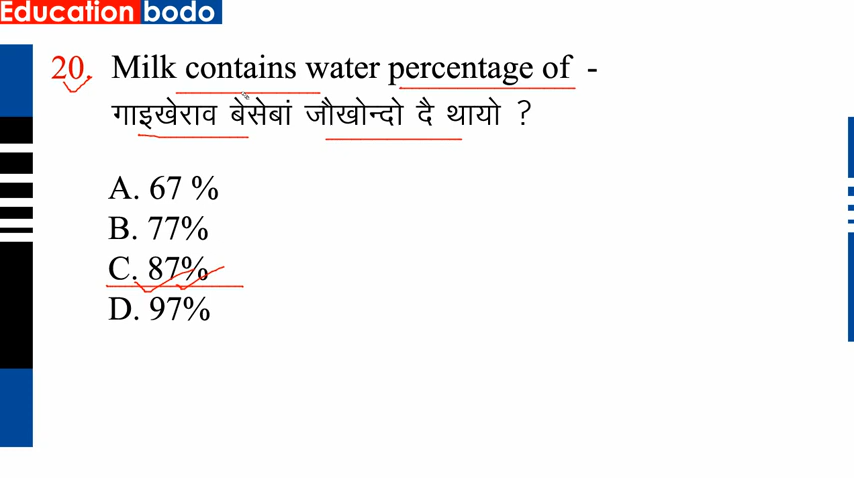 Education bodo
20. Milk contains water percentage of -
गाइखेराव बेसेबां जौखोन्दो दै थायो ?
A. 67 %
B. 77%
C. 87%
D. 97%